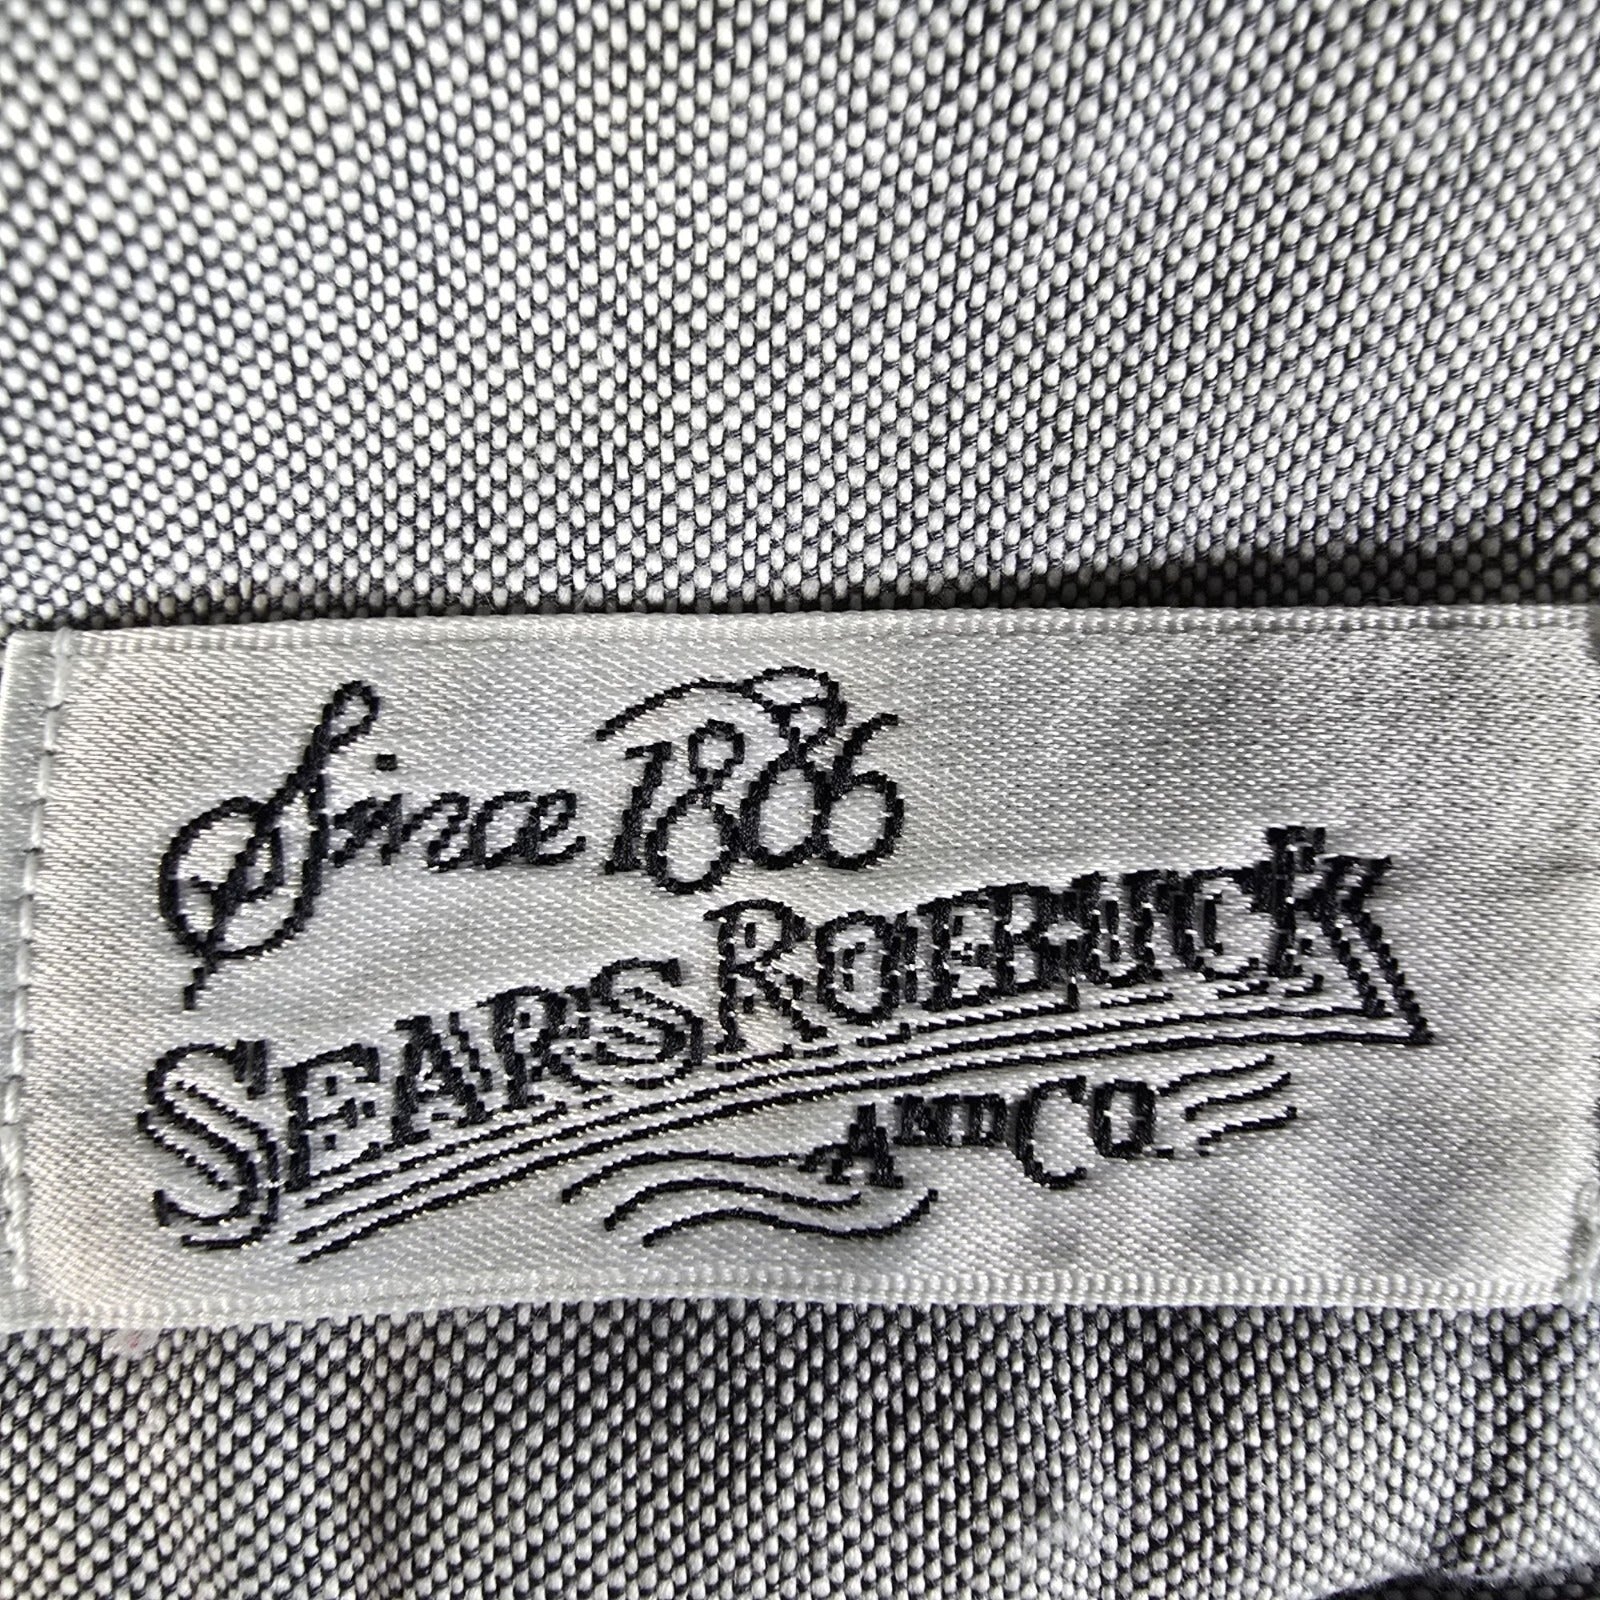 Since 1886
SEARS ROEBUCK
AND CO.